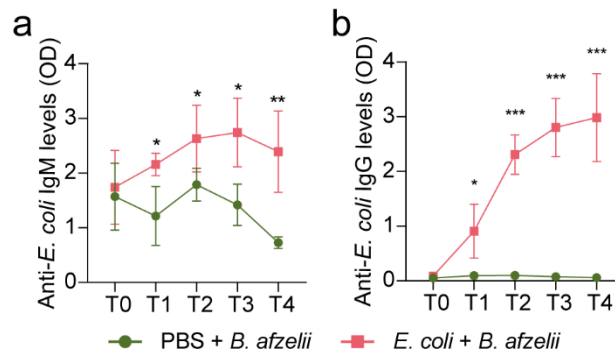 a
Anti-E. coli IgM levels (OD)
4
3
2
1
0
* * * **
T0 T1 T2 T3 T4
b
Anti-E. coli IgG levels (OD)
4
3
2
1
0
* *** *** ***
T0 T1 T2 T3 T4
PBS + B. afzelii
E. coli + B. afzelii